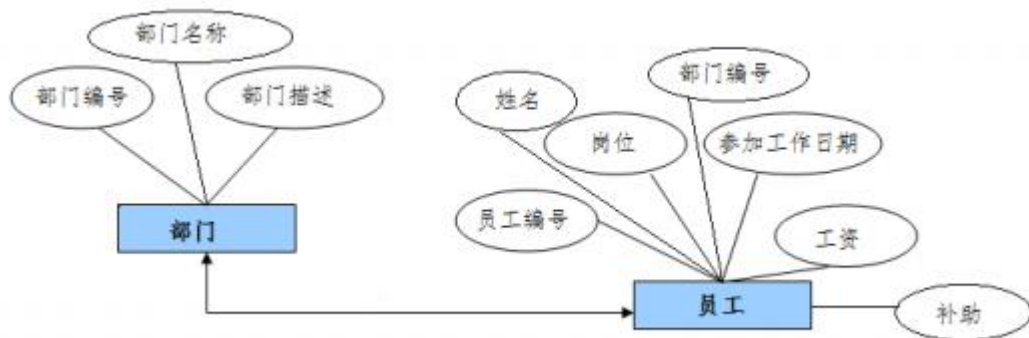 部门名称
部门编号
部门描述
部门
姓名
部门编号
岗位
参加工作日期
员工编号
工资
员工
补助